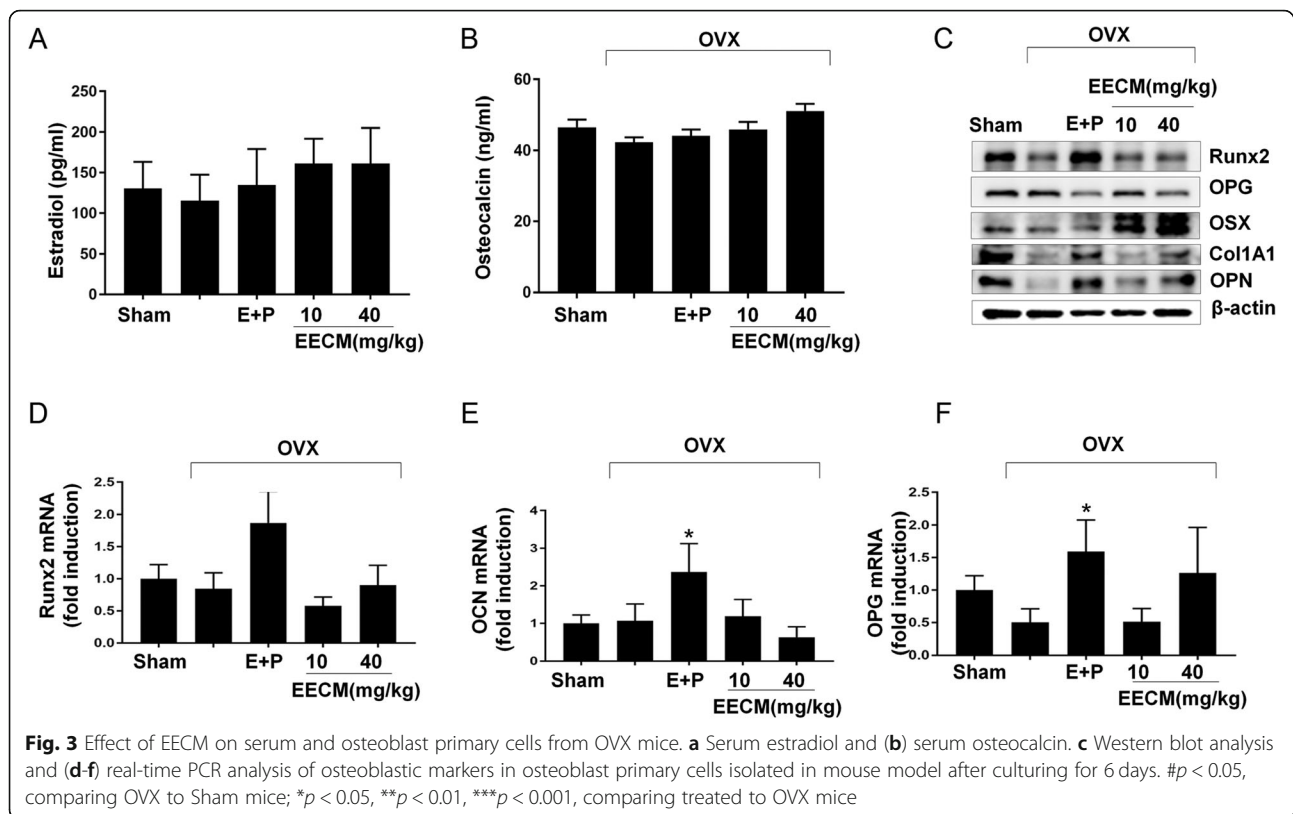 A
Estradiol (pg/ml)
250
200
150
100
50
0
Sham
E+P
10
40
EECM(mg/kg)
B
OVX
Osteocalcin (ng/ml)
60
40
20
0
Sham
E+P
10
40
EECM(mg/kg)
C
OVX
EECM(mg/kg)
Sham E+P 10 40
Runx2
OPG
OSX
Col1A1
OPN
β-actin
D
OVX
Runx2 mRNA
(fold induction)
2.0
1.5
1.0
0.5
0.0
Sham
E+P
10
40
EECM(mg/kg)
E
OVX
OCN mRNA
(fold induction)
4
3
2
1
0
*
Sham
E+P
10
40
EECM(mg/kg)
F
OVX
OPG mRNA
(fold induction)
2.5
2.0
1.5
1.0
0.5
0.0
*
Sham
E+P
10
40
EECM(mg/kg)
Fig. 3 Effect of EECM on serum and osteoblast primary cells from OVX mice. a Serum estradiol and (b) serum osteocalcin. c Western blot analysis
and (d-f) real-time PCR analysis of osteoblastic markers in osteoblast primary cells isolated in mouse model after culturing for 6 days. #p < 0.05,
comparing OVX to Sham mice; *p < 0.05, **p < 0.01, ***p < 0.001, comparing treated to OVX mice